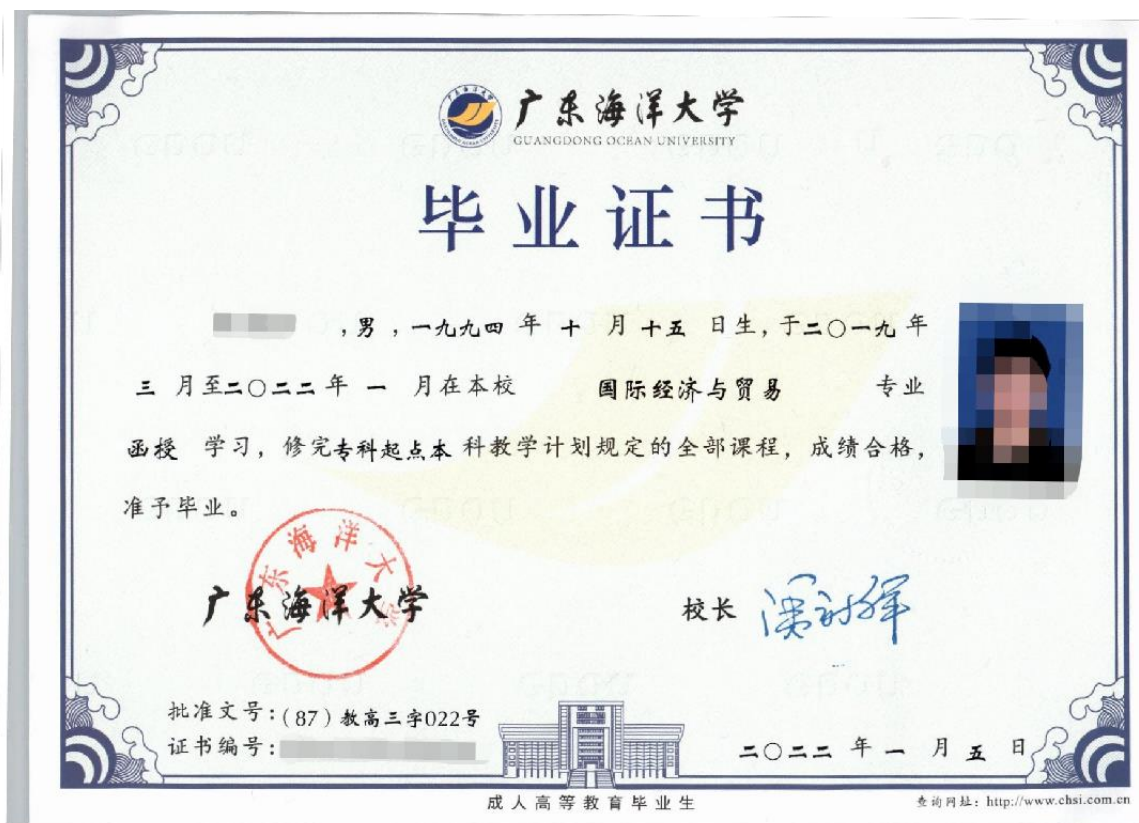 广东海洋大学
GUANGDONG OCEAN UNIVERSITY
毕业证书
,男,一九九四年十月十五日生,于二〇一九年
三月至二〇二二年一月在本校 国际经济与贸易 专业
函授 学习,修完专科起点本科教学计划规定的全部课程,成绩合格,
准予毕业。
广东海洋大学
广东海洋大学
校长
批准文号:(87)教高三字022号
证书编号:
二〇二二年一月五日
成人高等教育毕业生
查询网址:http://www.chsi.com.cn